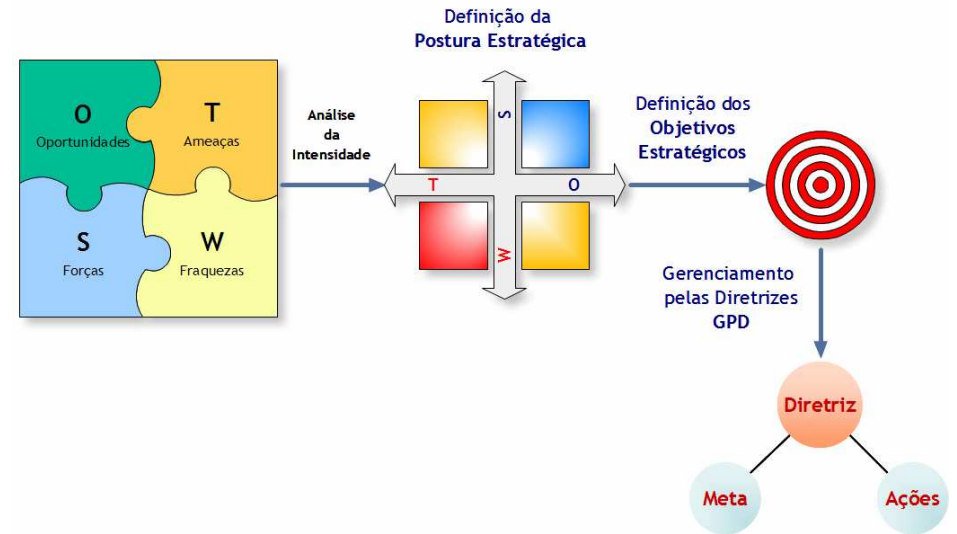 Definição da
Postura Estratégica
O
Oportunidades
T
Ameaças
S
Forças
W
Fraquezas
Análise
da
Intensidade
S
T
O
W
Definição dos
Objetivos
Estratégicos
Gerenciamento
pelas Diretrizes
GPD
Diretriz
Meta
Ações